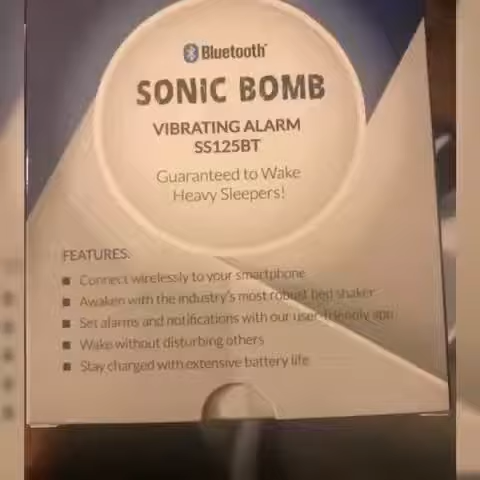 Bluetooth
SONIC BOMB
VIBRATING ALARM
SS125BT
Guaranteed to Wake
Heavy Sleepers!
FEATURES:
Connect wirelessly to your smartphone
Awaken with the industry's most robust bed shaker
Set alarms and notifications with our user-friendly app
Wake without disturbing others
Stay charged with extensive battery life